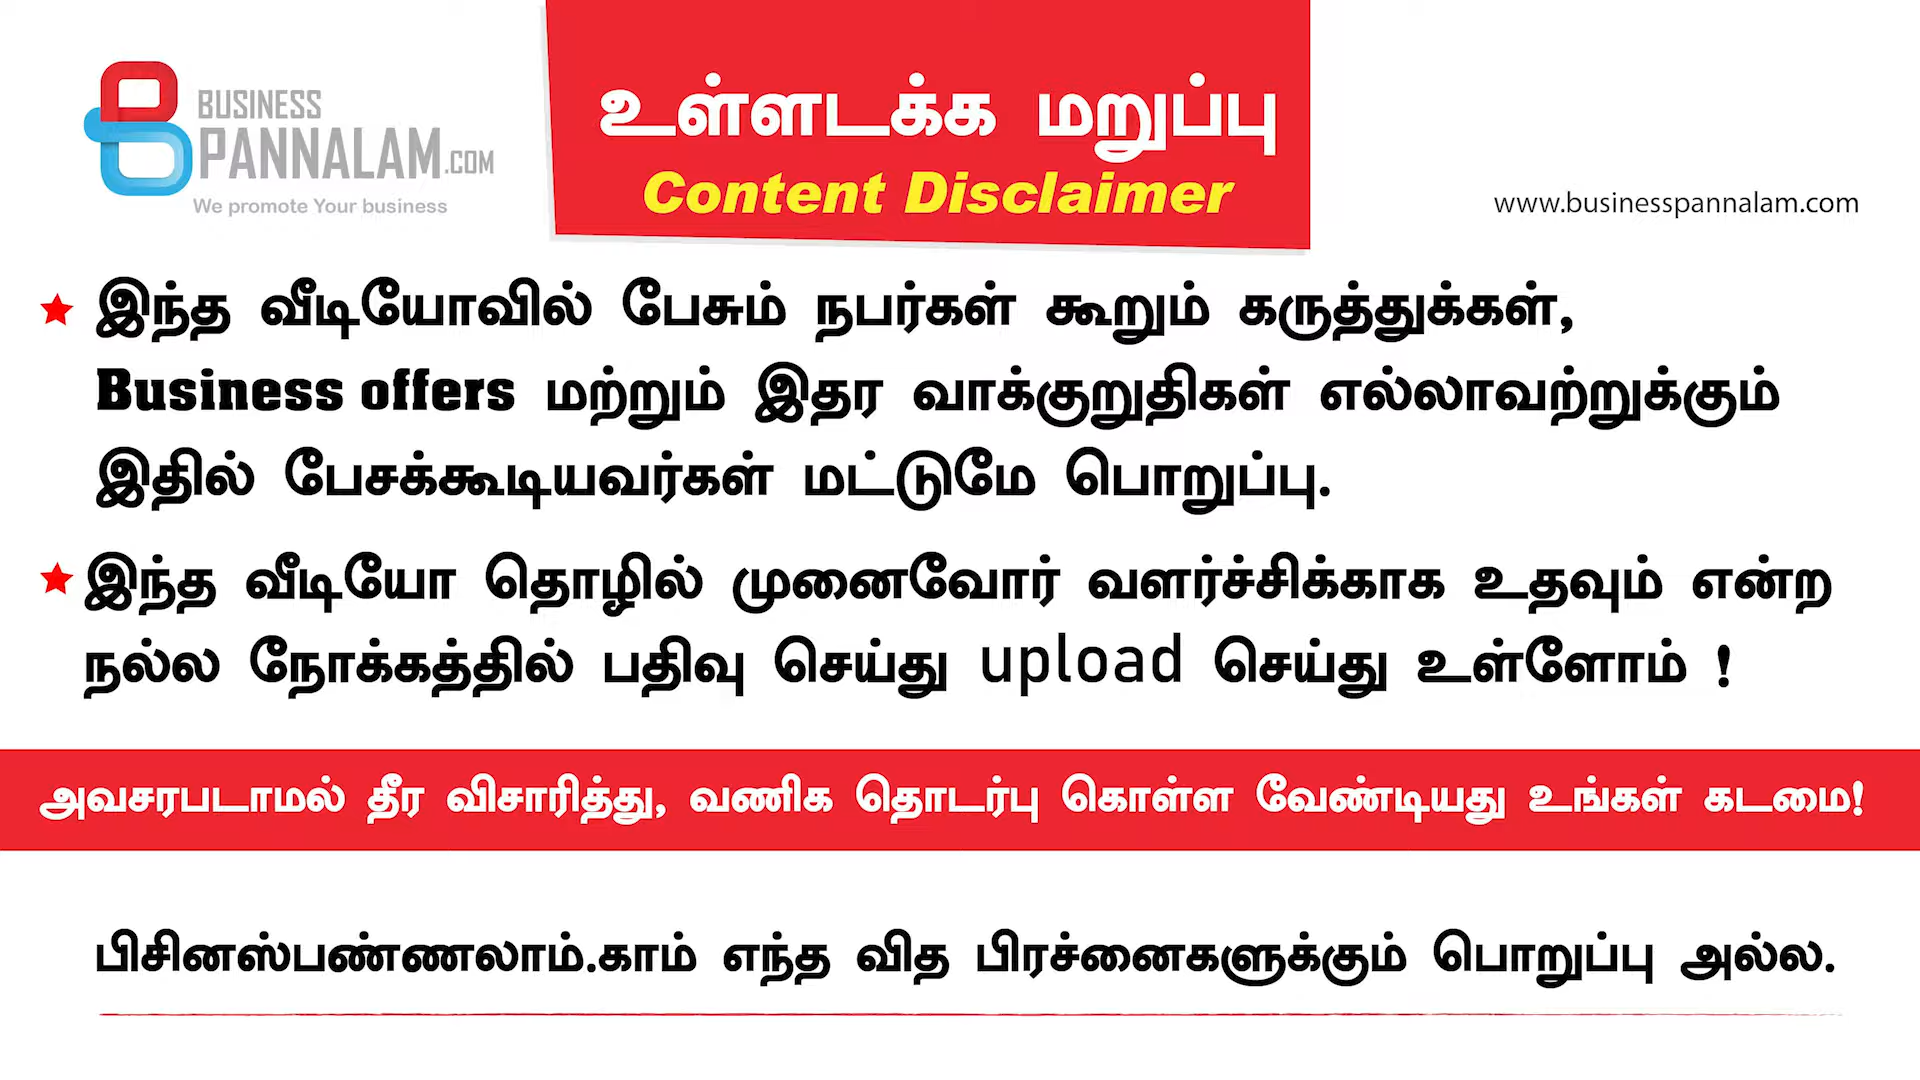 BUSINESS
PANNALAM.COM
We promote Your business
உள்ளடக்க மறுப்பு
Content Disclaimer
www.businesspannalam.com
இந்த வீடியோவில் பேசும் நபர்கள் கூறும் கருத்துக்கள்,
Business offers மற்றும் இதர வாக்குறுதிகள் எல்லாவற்றுக்கும்
இதில் பேசக்கூடியவர்கள் மட்டுமே பொறுப்பு.
இந்த வீடியோ தொழில் முனைவோர் வளர்ச்சிக்காக உதவும் என்ற
நல்ல நோக்கத்தில் பதிவு செய்து upload செய்து உள்ளோம் !
அவசரபடாமல் தீர விசாரித்து, வணிக தொடர்பு கொள்ள வேண்டியது உங்கள் கடமை!
பிசினஸ்பண்ணலாம்.காம் எந்த வித பிரச்னைகளுக்கும் பொறுப்பு அல்ல.